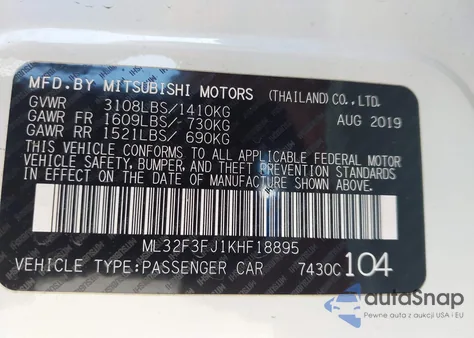 MFD.BY MITSUBISHI MOTORS (THAILAND) CO., LTD.
GVWR 3108LBS/1410KG AUG 2019
GAWR FR 1609LBS/ 730KG
GAWR RR 1521LBS/ 690KG
THIS VEHICLE CONFORMS TO ALL APPLICABLE FEDERAL MOTOR
VEHICLE SAFETY, BUMPER, AND THEFT PREVENTION STANDARDS
IN EFFECT ON THE DATE OF MANUFACTURE SHOWN ABOVE.
ML32F3FJ1KHF18895
VEHICLE TYPE:PASSENGER CAR 7430C 104
autoSnap
Pewne auta z aukcji USA i EU